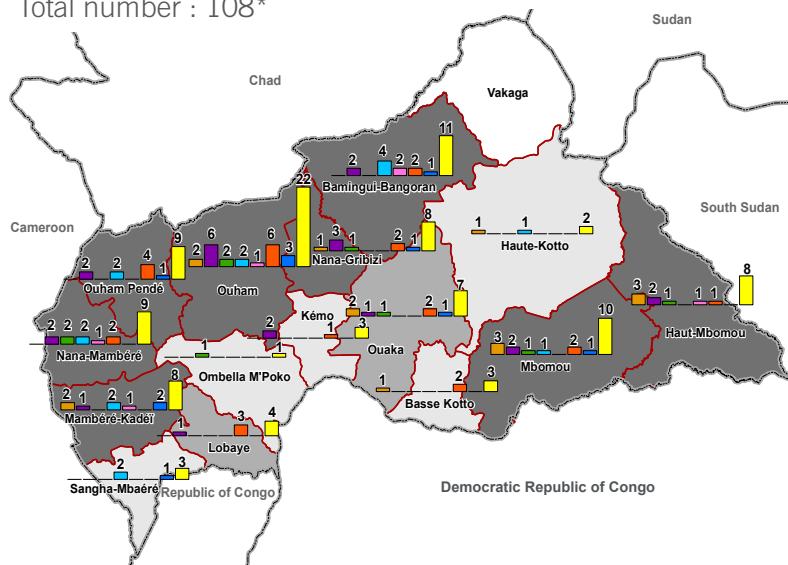 Total number : 108*
Sudan
Chad
Vakaga
11
4
2 2 2 1
Bamingui-Bangoran
22
South Sudan
Cameroon
9
4
2 2 1
Ouham Pendé
6 6
2 2 2 1 3
Ouham
8
1 3 1 2 1
Nana-Gribizi
1 1 2
Haute-Kotto
8
3 2 1 1 1
Haut-Mbomou
9
2 2 2 1 2
Nana-Mambéré
Kémo
2 1 3
7
2 1 1 2 1
Ouaka
10
3 2 1 1 2 1
Mbomou
1 1
Ombella M'Poko
8
2 1 2 1 2
Mambéré-Kadéï
1 2 3
Basse Kotto
1 3 4
Lobaye
2 1 3
Sangha-Mbaéré
Republic of Congo
Democratic Republic of Congo